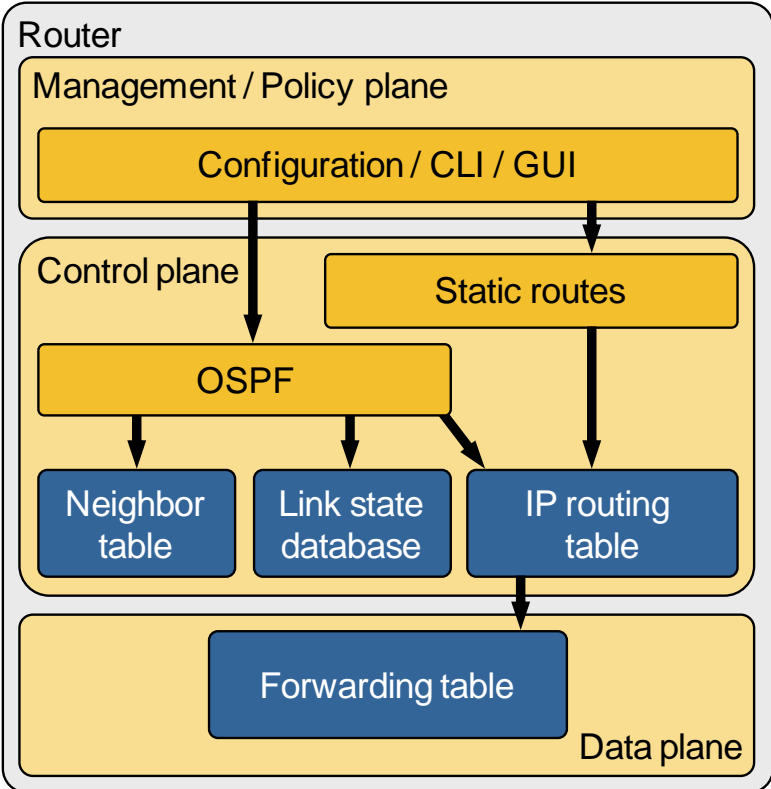 Router
Management / Policy plane
Configuration / CLI / GUI
Control plane
Static routes
OSPF
Neighbor
table
Link state
database
IP routing
table
Forwarding table
Data plane